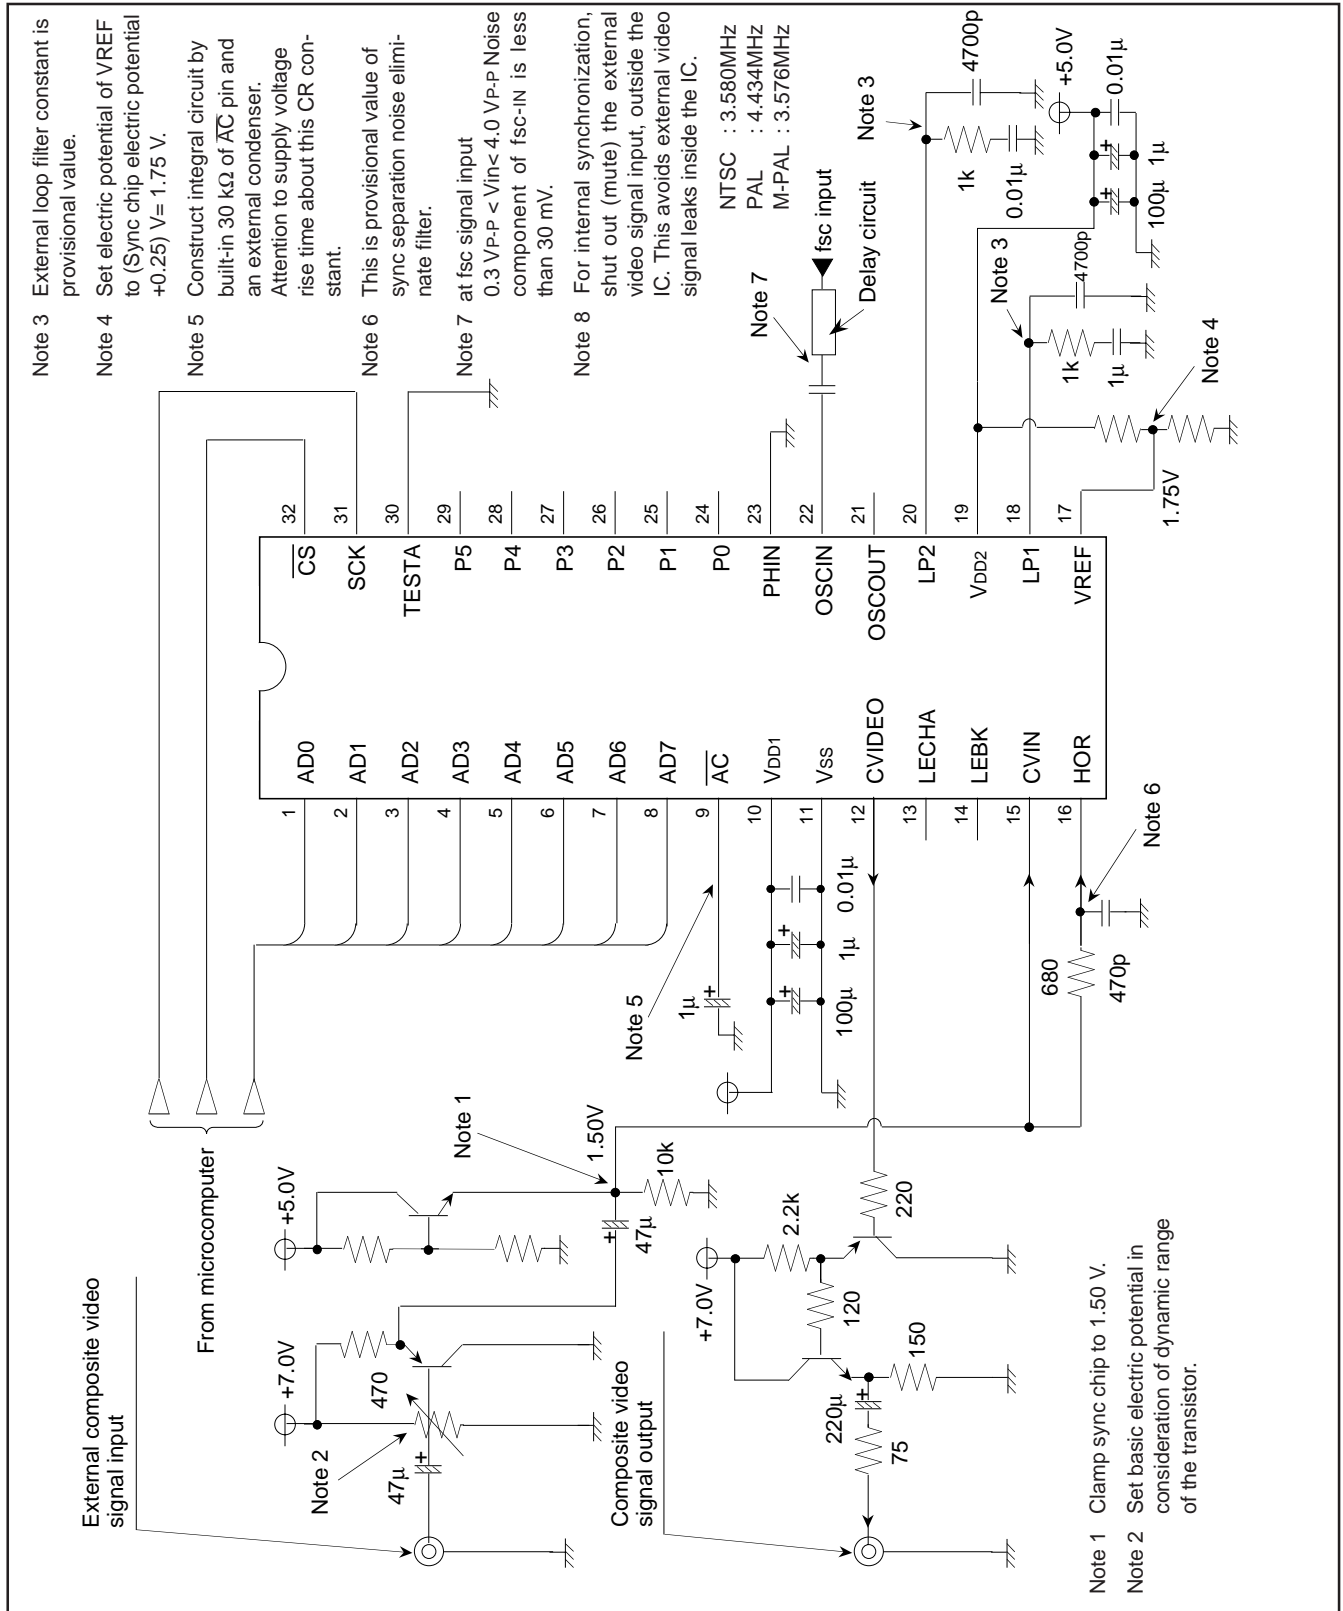 External composite video
signal input
+7.0V
+5.0V
Note 2
47µ
+
470
+
47µ
1.50V
10k
Note 1
From microcomputer
Composite video
signal output
+7.0V
2.2k
120
150
220µ
+
75
220
Note 5
1µ
+
100µ
+
1µ
+
0.01µ
680
470p
Note 6
1
2
3
4
5
6
7
8
9
10
11
12
13
14
15
16
AD0
AD1
AD2
AD3
AD4
AD5
AD6
AD7
AC
VDD1
VSS
CVIDEO
LECHA
LEBK
CVIN
HOR
CS
SCK
TESTA
P5
P4
P3
P2
P1
P0
PHIN
OSCIN
OSCOUT
LP2
VDD2
LP1
VREF
32
31
30
29
28
27
26
25
24
23
22
21
20
19
18
17
Note 7
fsc input
Delay circuit
NTSC : 3.580MHz
PAL : 4.434MHz
M-PAL : 3.576MHz
Note 3
4700p
1k
0.01µ
+5.0V
0.01µ
+
1µ
+
100µ
Note 3
4700p
1k
1µ
Note 4
1.75V
Note 1 Clamp sync chip to 1.50 V.
Note 2 Set basic electric potential in
consideration of dynamic range
of the transistor.
Note 3 External loop filter constant is
provisional value.
Note 4 Set electric potential of VREF
to (Sync chip electric potential
+0.25) V= 1.75 V.
Note 5 Construct integral circuit by
built-in 30 kΩ of AC pin and
an external condenser.
Attention to supply voltage
rise time about this CR con-
stant.
Note 6 This is provisional value of
sync separation noise elimi-
nate filter.
Note 7 at fsc signal input
0.3 VP-P < Vin< 4.0 VP-P Noise
component of fsc-IN is less
than 30 mV.
Note 8 For internal synchronization,
shut out (mute) the external
video signal input, outside the
IC. This avoids external video
signal leaks inside the IC.